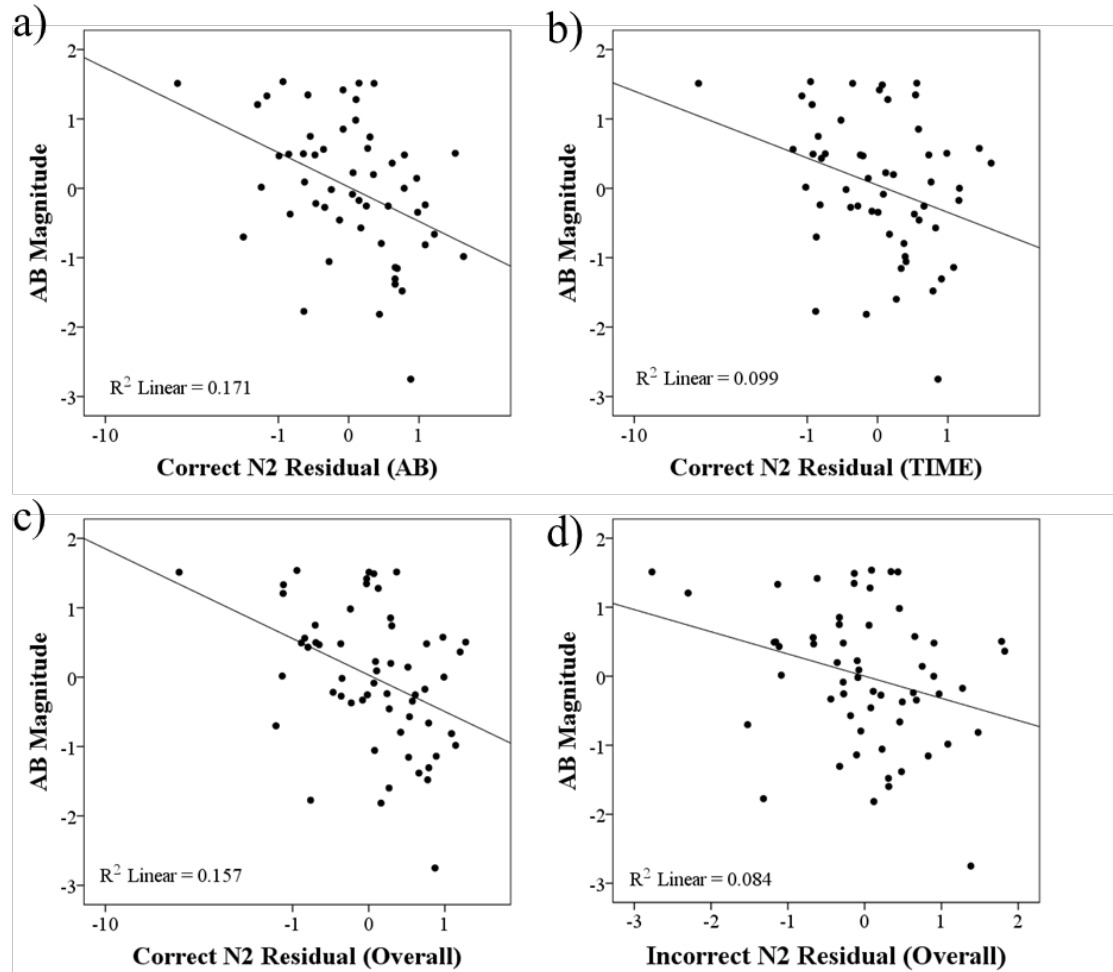 a)
AB Magnitude
2
1
0
-1
-2
-3
R² Linear = 0.171
-10 -1 0 1
Correct N2 Residual (AB)
b)
AB Magnitude
2
1
0
-1
-2
-3
R² Linear = 0.099
-10 -1 0 1
Correct N2 Residual (TIME)
c)
AB Magnitude
2
1
0
-1
-2
-3
R² Linear = 0.157
-10 -1 0 1
Correct N2 Residual (Overall)
d)
AB Magnitude
2
1
0
-1
-2
-3
R² Linear = 0.084
-3 -2 -1 0 1 2
Incorrect N2 Residual (Overall)